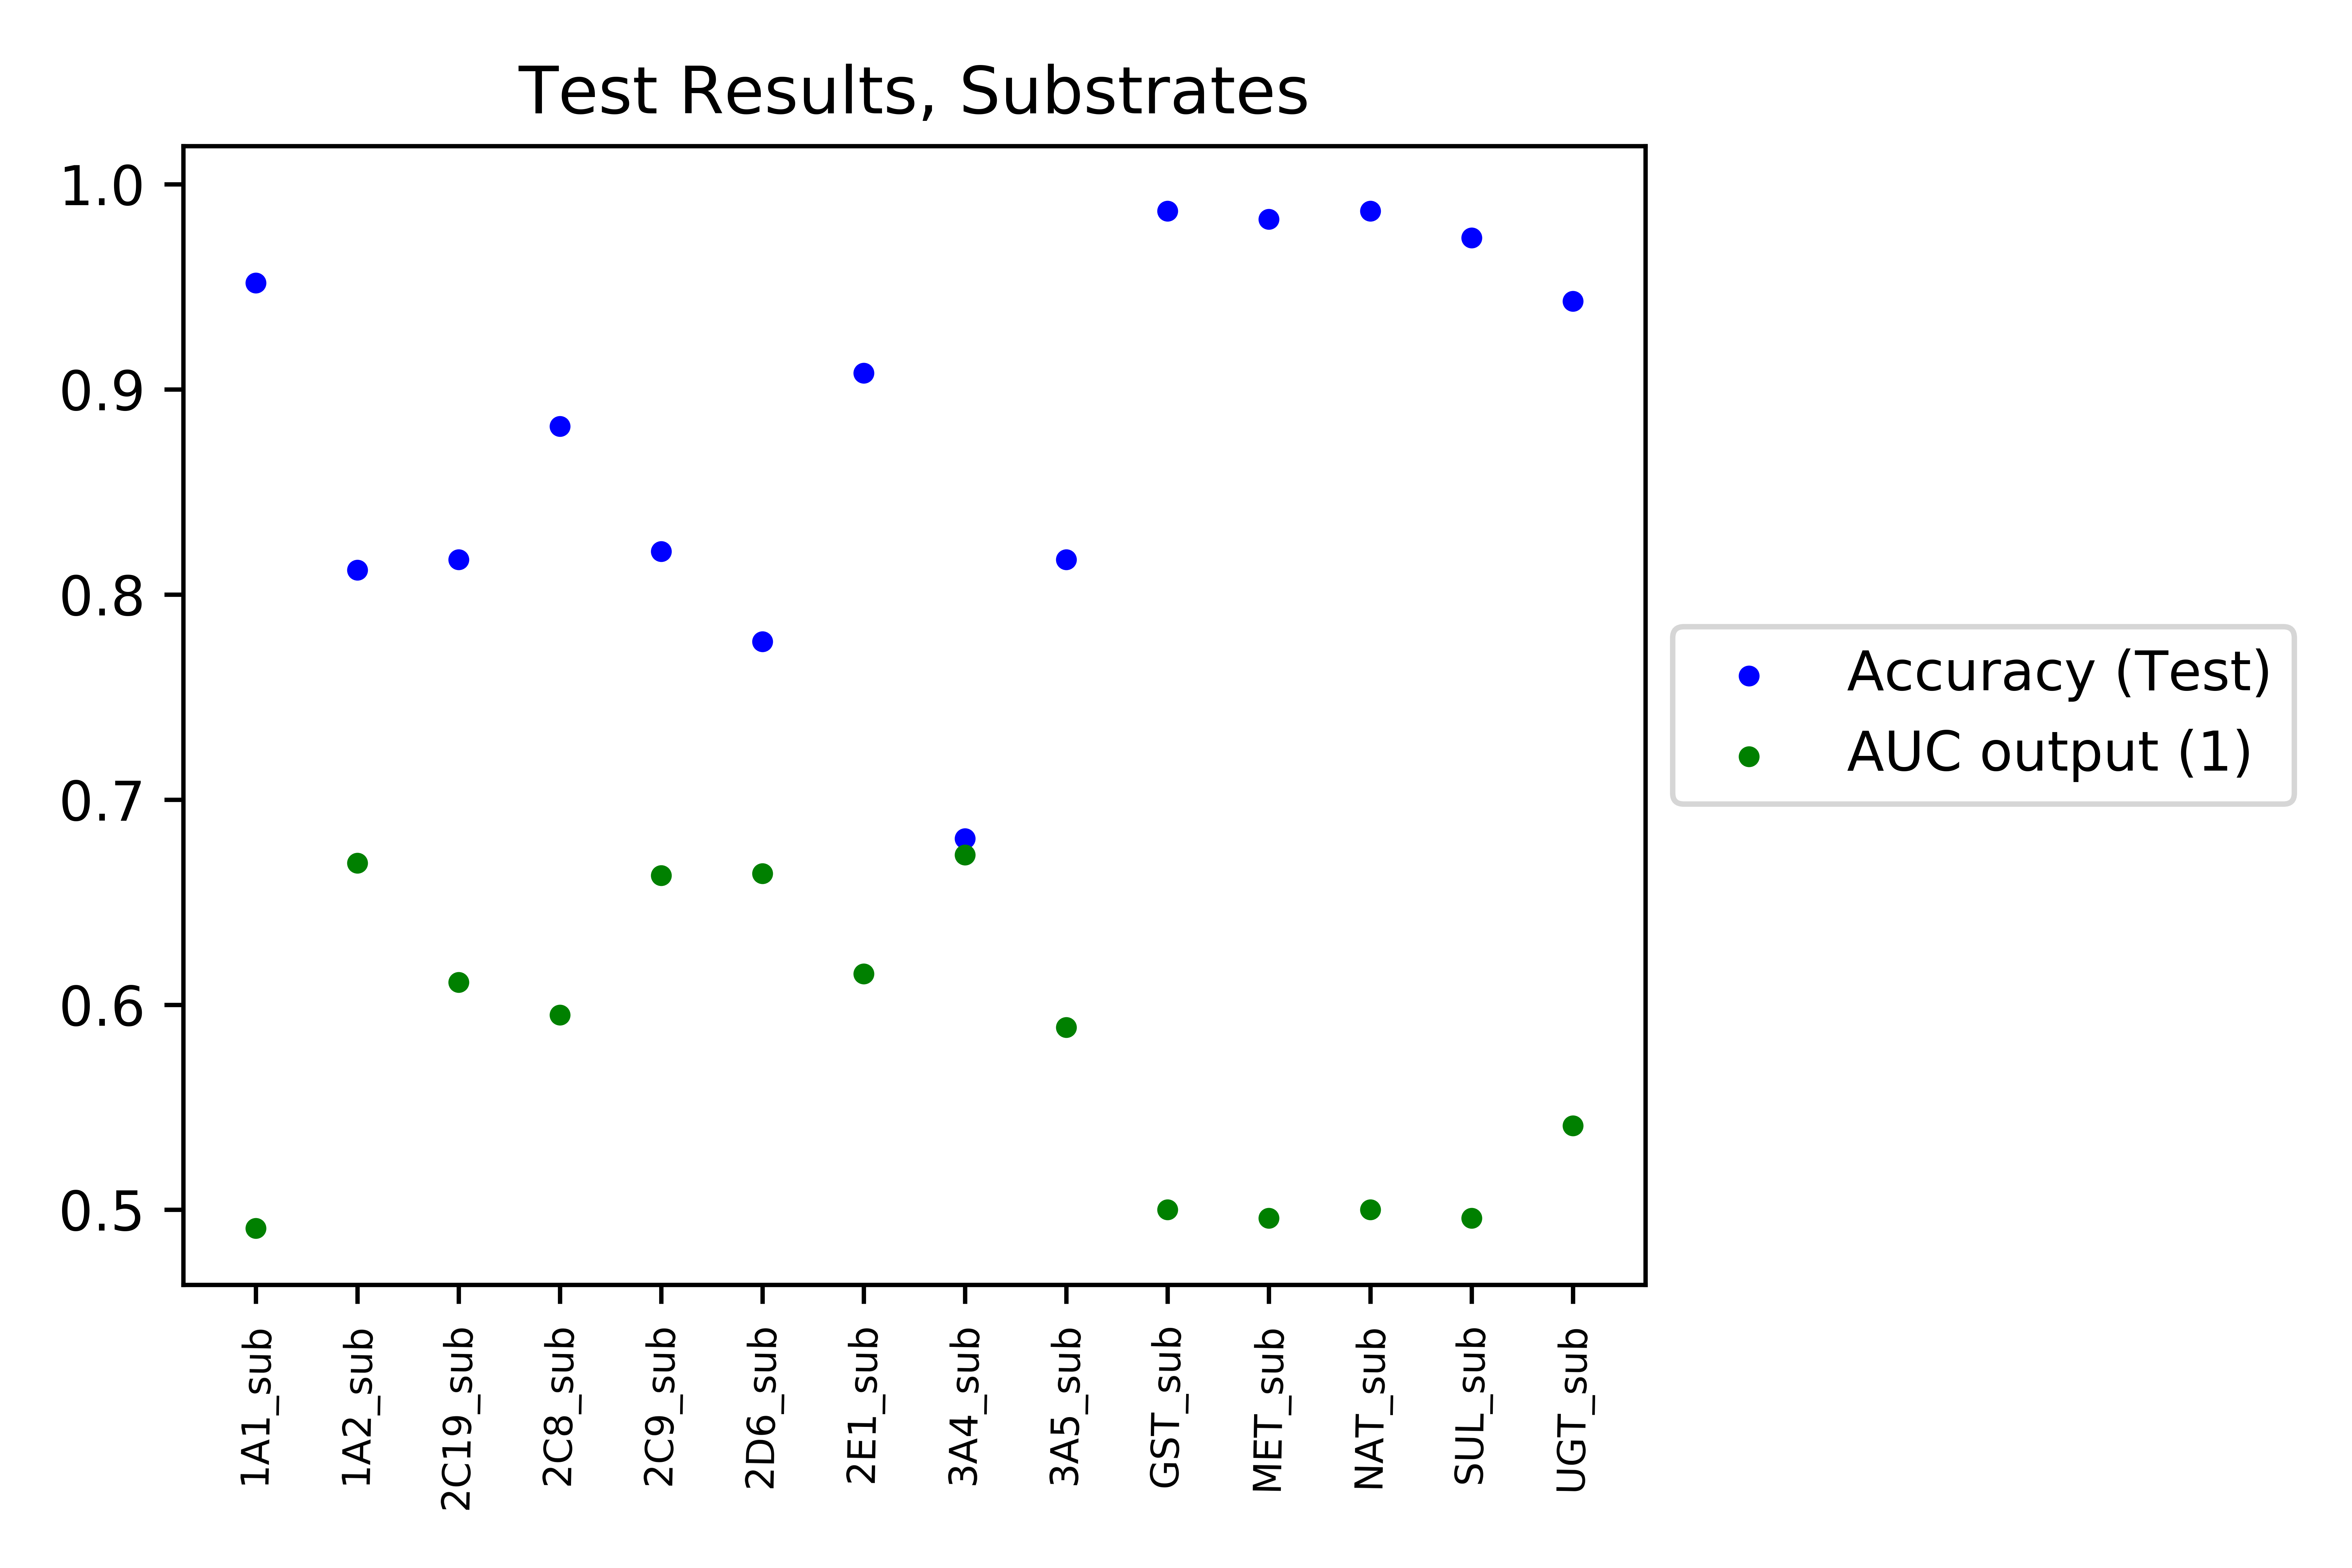 Test Results, Substrates
1.0
0.9
0.8
0.7
0.6
0.5
Accuracy (Test)
AUC output (1)
1A1_sub
1A2_sub
2C19_sub
2C8_sub
2C9_sub
2D6_sub
2E1_sub
3A4_sub
3A5_sub
GST_sub
MET_sub
NAT_sub
SUL_sub
UGT_sub